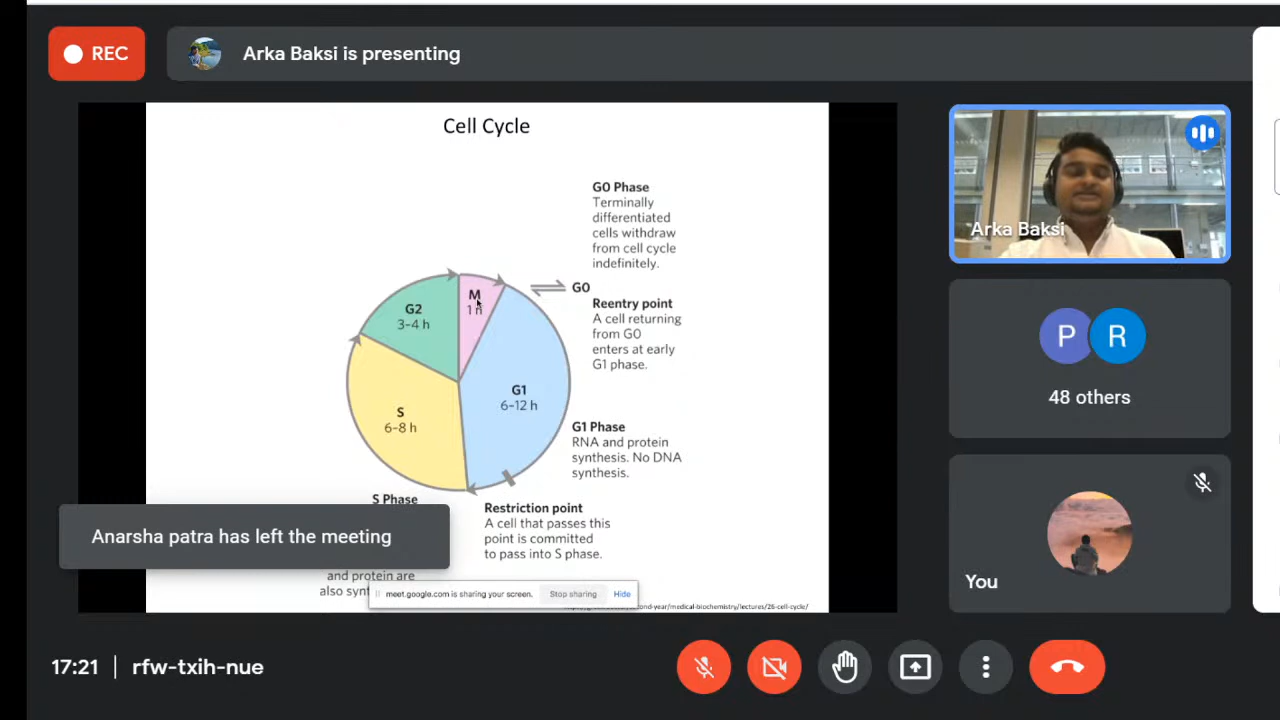 REC
Arka Baksi is presenting
Cell Cycle
G0 Phase
Terminally
differentiated
cells withdraw
from cell cycle
indefinitely.
G0
Reentry point
A cell returning
from G0
enters at early
G1 phase.
M
1 h
G2
3–4 h
G1
6–12 h
S
6–8 h
G1 Phase
RNA and protein
synthesis. No DNA
synthesis.
S Phase
Restriction point
A cell that passes this
point is committed
to pass into S phase.
and protein are
also
Anarsha patra has left the meeting
meet.google.com is sharing your screen.
Stop sharing
Hide
Arka Baksi
P
R
48 others
You
17:21 | rfw-txih-nue